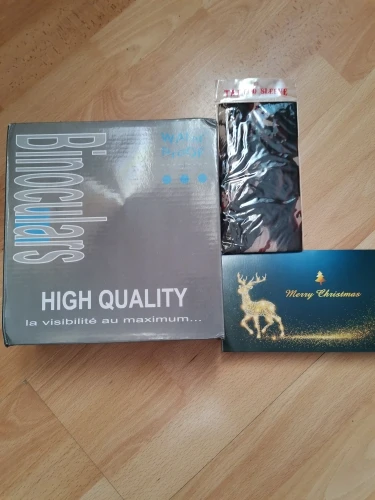 Binoculars
HIGH QUALITY
la visibilité au maximum...
TATTOO SLEEVE
Merry Christmas